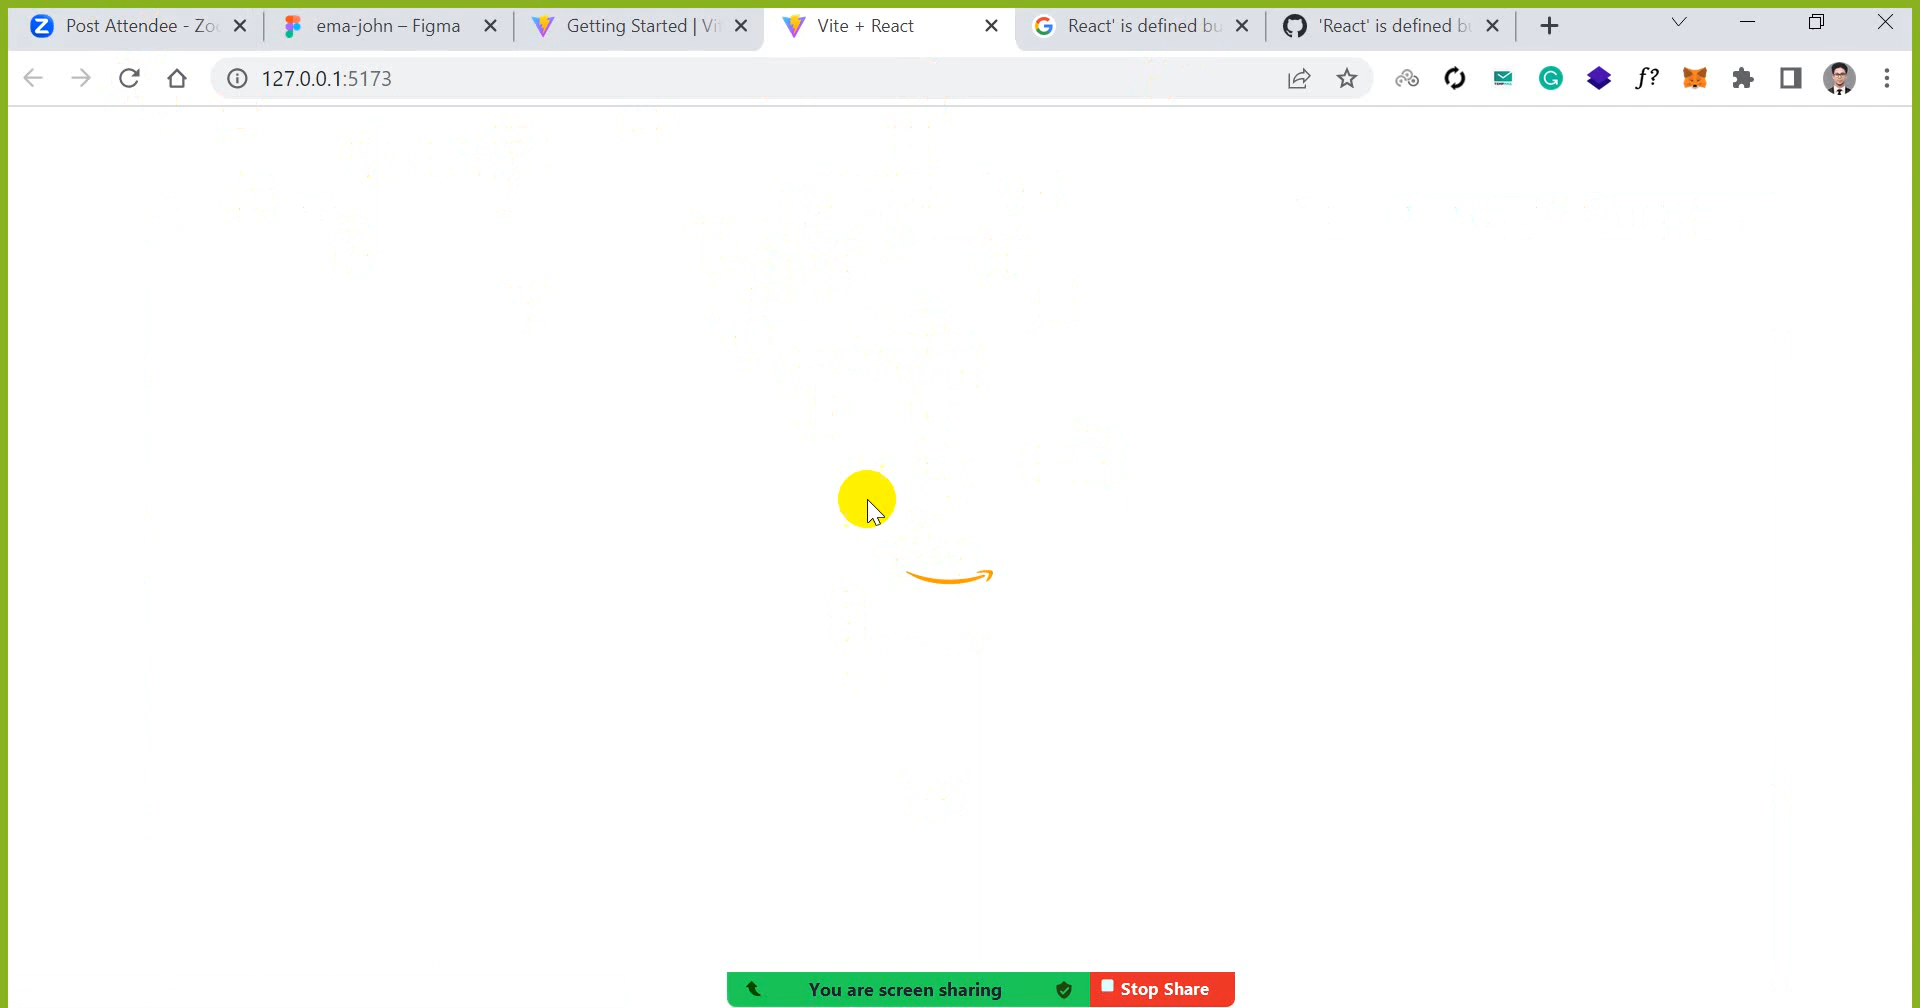 Post Attendee - Zo
ema-john – Figma
Getting Started | Vi
Vite + React
React' is defined bu
'React' is defined b
127.0.0.1:5173
f?
You are screen sharing
Stop Share